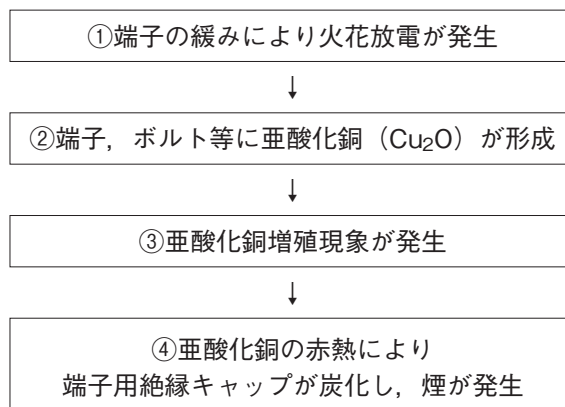 ①端子の緩みにより火花放電が発生
↓
②端子，ボルト等に亜酸化銅（Cu₂O）が形成
↓
③亜酸化銅増殖現象が発生
↓
④亜酸化銅の赤熱により
端子用絶縁キャップが炭化し，煙が発生